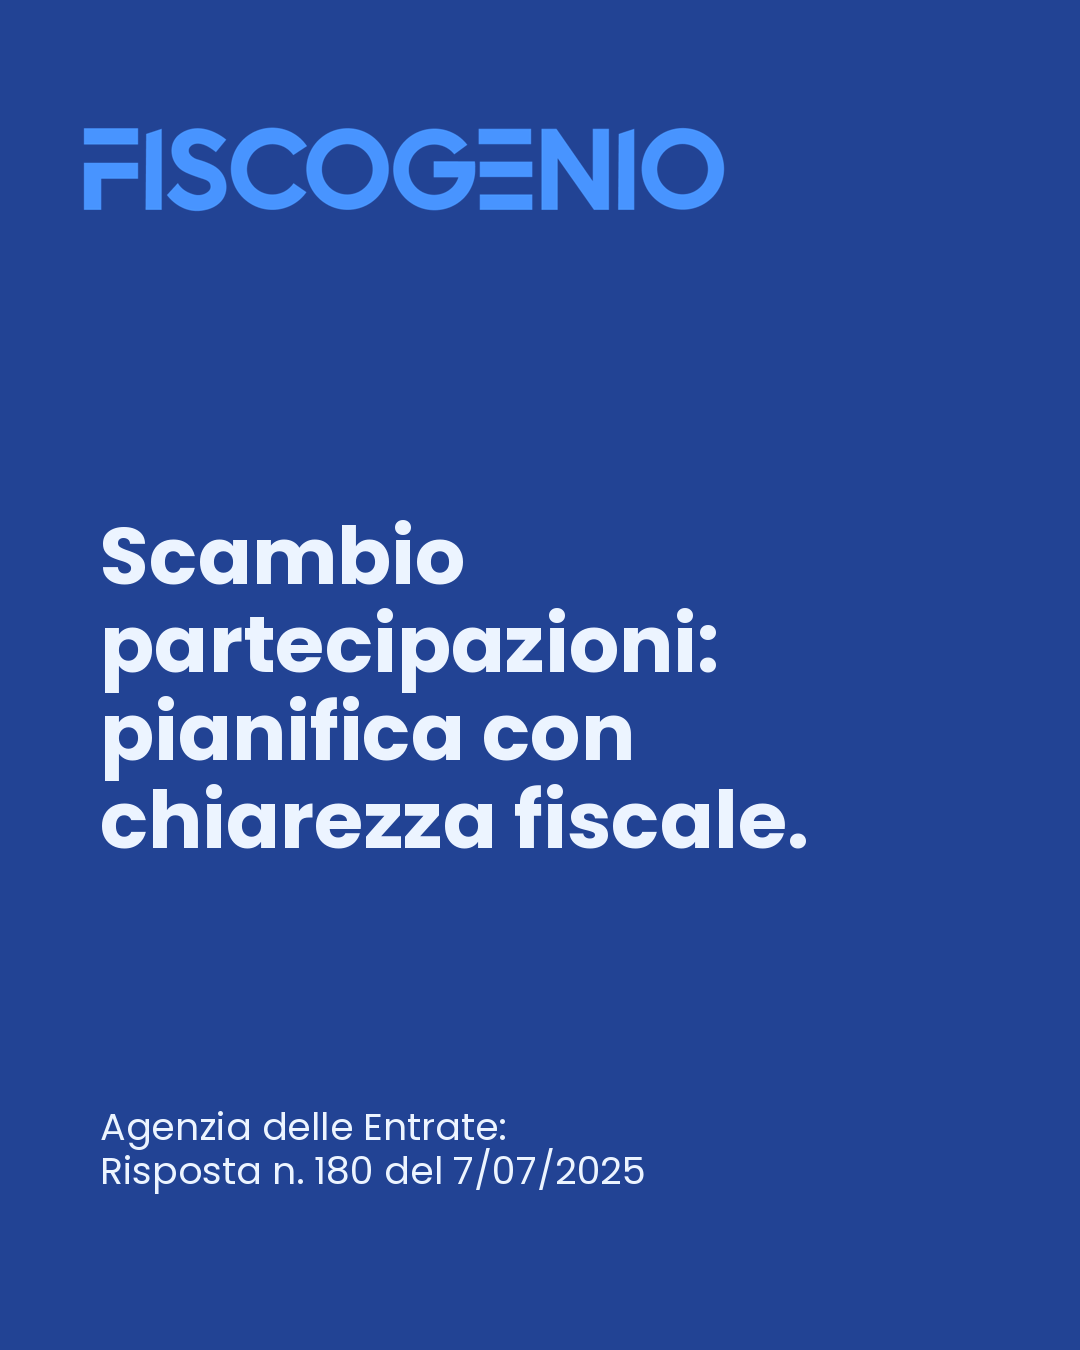 FISCOGENIO
Scambio
partecipazioni:
pianifica con
chiarezza fiscale.
Agenzia delle Entrate:
Risposta n. 180 del 7/07/2025